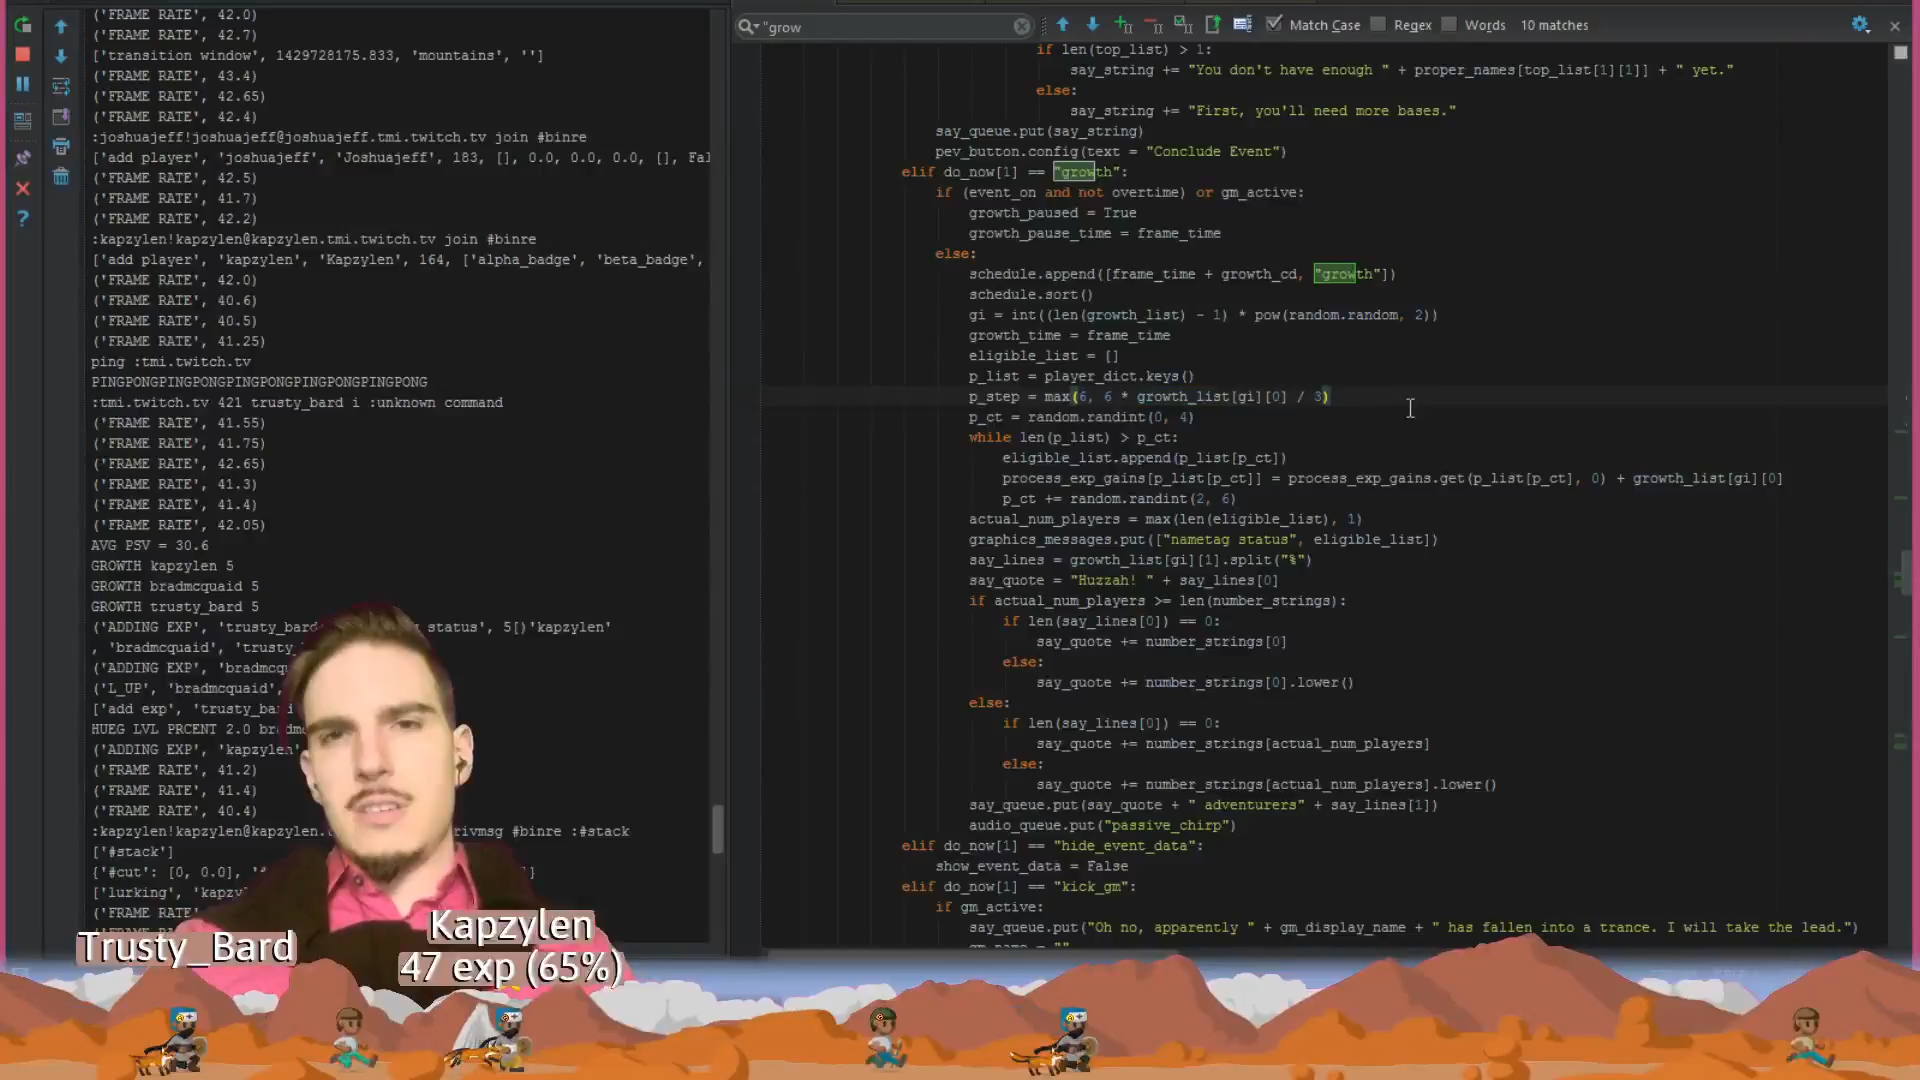 ('FRAME RATE', 42.0)
('FRAME RATE', 42.7)
['transition window', 1429728175.833, 'mountains', '']
('FRAME RATE', 43.4)
('FRAME RATE', 42.65)
('FRAME RATE', 42.4)
:joshuajeff!joshuajeff@joshuajeff.tmi.twitch.tv join #binre
['add player', 'joshuajeff', 'Joshuajeff', 183, [], 0.0, 0.0, 0.0, [], Fal
('FRAME RATE', 42.5)
('FRAME RATE', 41.7)
('FRAME RATE', 42.2)
:kapzylen!kapzylen@kapzylen.tmi.twitch.tv join #binre
['add player', 'kapzylen', 'Kapzylen', 164, ['alpha_badge', 'beta_badge',
('FRAME RATE', 42.0)
('FRAME RATE', 40.6)
('FRAME RATE', 40.5)
('FRAME RATE', 41.25)
ping :tmi.twitch.tv
PINGPONGPINGPONGPINGPONGPINGPONGPINGPONG
:tmi.twitch.tv 421 trusty_bard i :unknown command
('FRAME RATE', 41.55)
('FRAME RATE', 41.75)
('FRAME RATE', 42.65)
('FRAME RATE', 41.3)
('FRAME RATE', 41.4)
('FRAME RATE', 42.05)
AVG PSV = 30.6
GROWTH kapzylen 5
GROWTH bradmcquaid 5
GROWTH trusty_bard 5
('ADDING EXP', 'trusty_bard status', 5[)'kapzylen'
, 'bradmcquaid', 'trusty_
('ADDING EXP', 'bradmcqua
('L_UP', 'bradmcquaid',
['add exp', 'trusty_bard
HUEG LVL PRCENT 2.0 bradmc
('ADDING EXP', 'kapzylen'
('FRAME RATE', 41.2)
('FRAME RATE', 41.4)
('FRAME RATE', 40.4)
:kapzylen!kapzylen@kapzylen. rivmsg #binre :#stack
['#stack']
{'#cut': [0, 0.0], '# ]}
['lurking', 'kapzy
('FRAME RATE',
"grow
Match Case
Regex
Words
10 matches
if len(top_list) > 1:
say_string += "You don't have enough " + proper_names[top_list[1][1]] + " yet."
else:
say_string += "First, you'll need more bases."
say_queue.put(say_string)
pev_button.config(text = "Conclude Event")
elif do_now[1] == "growth":
if (event_on and not overtime) or gm_active:
growth_paused = True
growth_pause_time = frame_time
else:
schedule.append([frame_time + growth_cd, "growth"])
schedule.sort()
gi = int((len(growth_list) - 1) * pow(random.random, 2))
growth_time = frame_time
eligible_list = []
p_list = player_dict.keys()
p_step = max(6, 6 * growth_list[gi][0] / 3)
p_ct = random.randint(0, 4)
while len(p_list) > p_ct:
eligible_list.append(p_list[p_ct])
process_exp_gains[p_list[p_ct]] = process_exp_gains.get(p_list[p_ct], 0) + growth_list[gi][0]
p_ct += random.randint(2, 6)
actual_num_players = max(len(eligible_list), 1)
graphics_messages.put(["nametag status", eligible_list])
say_lines = growth_list[gi][1].split("%")
say_quote = "Huzzah! " + say_lines[0]
if actual_num_players >= len(number_strings):
if len(say_lines[0]) == 0:
say_quote += number_strings[0]
else:
say_quote += number_strings[0].lower()
else:
if len(say_lines[0]) == 0:
say_quote += number_strings[actual_num_players]
else:
say_quote += number_strings[actual_num_players].lower()
say_queue.put(say_quote + " adventurers" + say_lines[1])
audio_queue.put("passive_chirp")
elif do_now[1] == "hide_event_data":
show_event_data = False
elif do_now[1] == "kick_gm":
if gm_active:
say_queue.put("Oh no, apparently " + gm_display_name + " has fallen into a trance. I will take the lead.")
Trusty_Bard
Kapzylen
47 exp (65%)